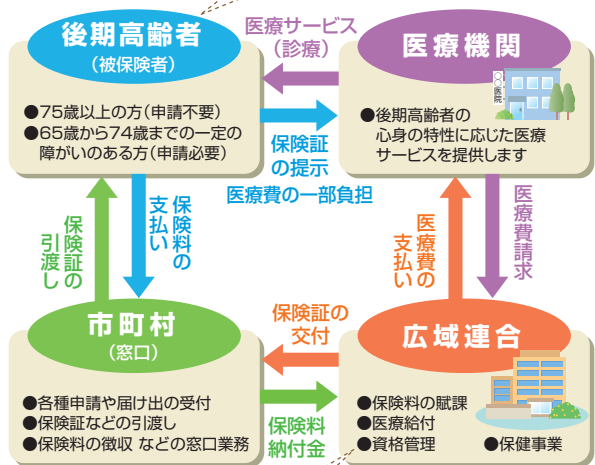 後期高齢者
(被保険者)
●75歳以上の方(申請不要)
●65歳から74歳までの一定の
障がいのある方(申請必要)
医療サービス
(診療)
保険証
の提示
医療費の一部負担
医療機関
○○医院
●後期高齢者の
心身の特性に応じた医療
サービスを提供します
保険証の
引渡し
保険料の
支払い
医療費の
支払い
医療費請求
市町村
(窓口)
●各種申請や届け出の受付
●保険証などの引渡し
●保険料の徴収 などの窓口業務
保険証の
交付
保険料
納付金
広域連合
●保険料の賦課
●医療給付
●資格管理 ●保健事業